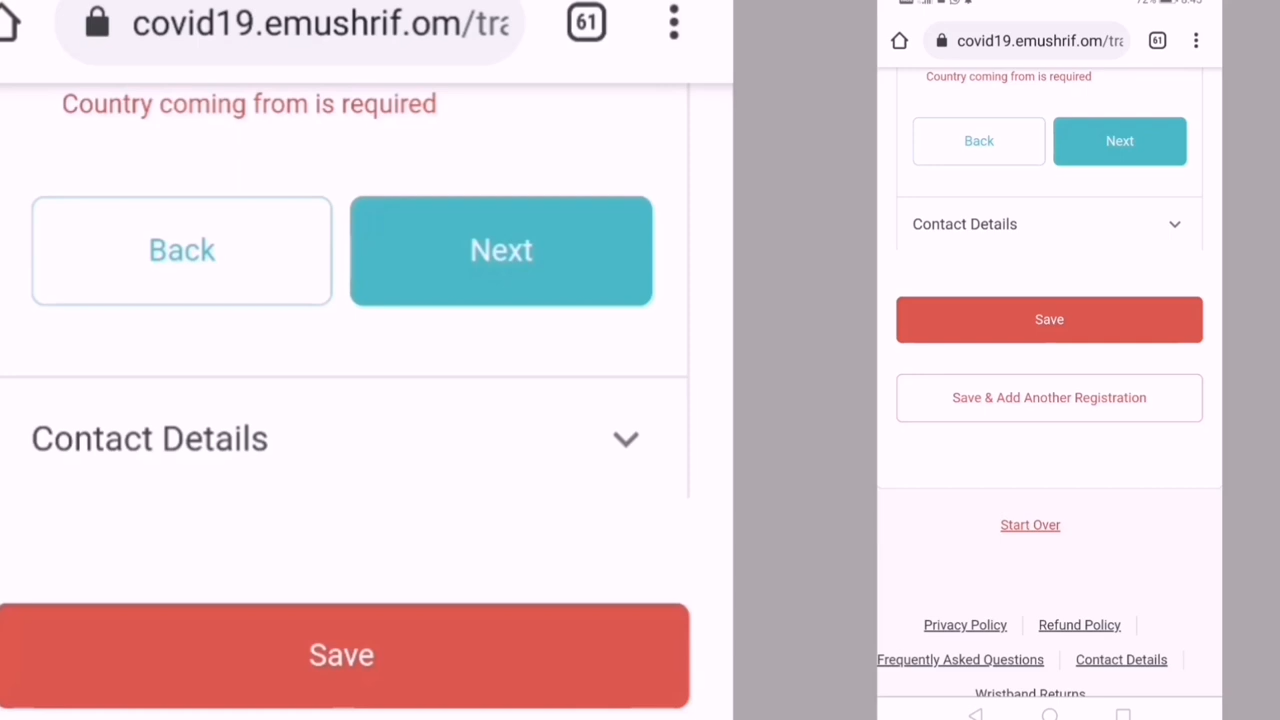 covid19.emushrif.om/tra
61
Country coming from is required
Back
Next
Contact Details
Save
covid19.emushrif.om/tra
61
Country coming from is required
Back
Next
Contact Details
Save
Save & Add Another Registration
Start Over
Privacy Policy
Refund Policy
Frequently Asked Questions
Contact Details
Wristband Returns